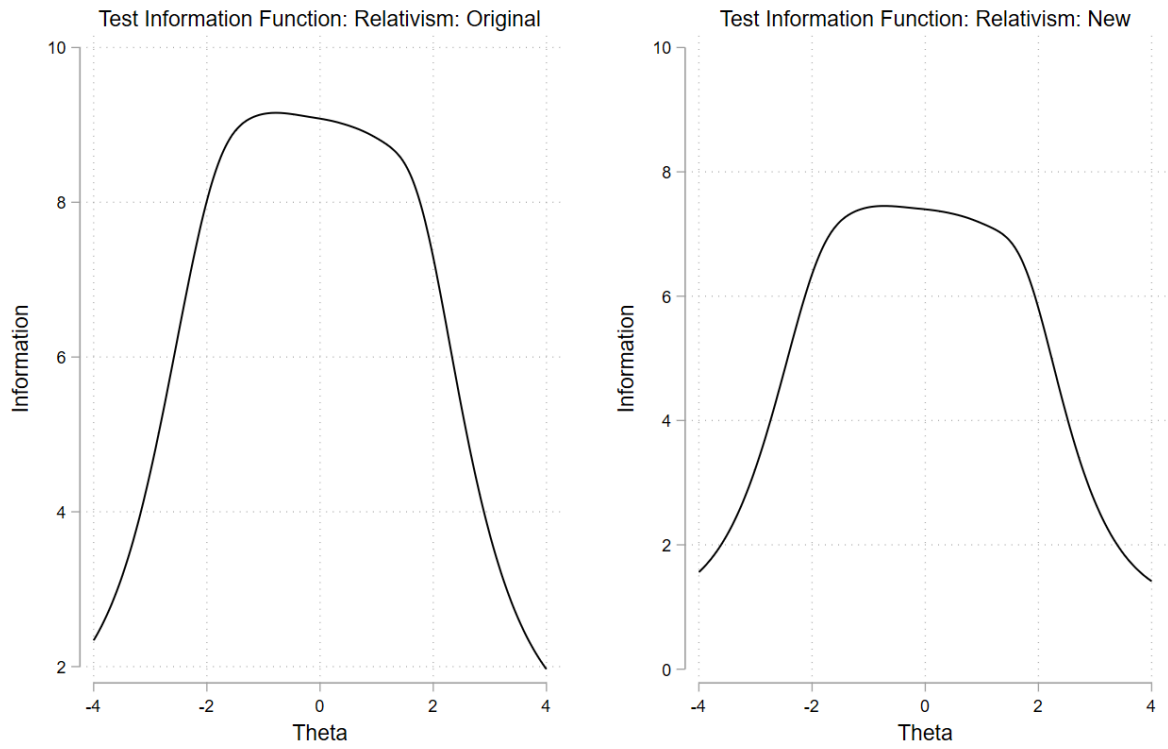 Test Information Function: Relativism: Original
10
8
6
4
2
Information
-4 -2 0 2 4
Theta
Test Information Function: Relativism: New
10
8
6
4
2
0
Information
-4 -2 0 2 4
Theta